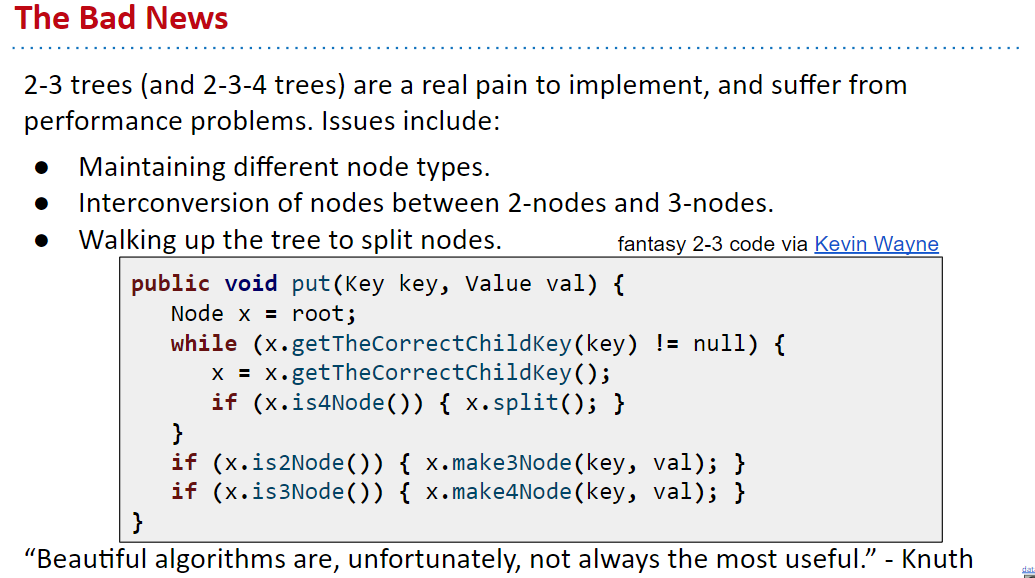 The Bad News
2-3 trees (and 2-3-4 trees) are a real pain to implement, and suffer from
performance problems. Issues include:
● Maintaining different node types.
● Interconversion of nodes between 2-nodes and 3-nodes.
● Walking up the tree to split nodes.
fantasy 2-3 code via Kevin Wayne
public void put(Key key, Value val) {
   Node x = root;
   while (x.getTheCorrectChildKey(key) != null) {
      x = x.getTheCorrectChildKey();
      if (x.is4Node()) { x.split(); }
   }
   if (x.is2Node()) { x.make3Node(key, val); }
   if (x.is3Node()) { x.make4Node(key, val); }
}
“Beautiful algorithms are, unfortunately, not always the most useful.” - Knuth